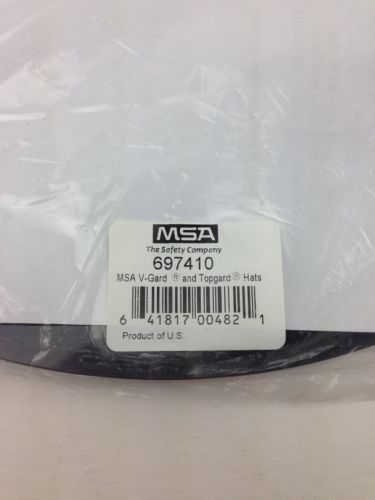 MSA
The Safety Company
697410
MSA V-Gard ® and Topgard ® Hats
6 41817 00482 1
Product of U.S.